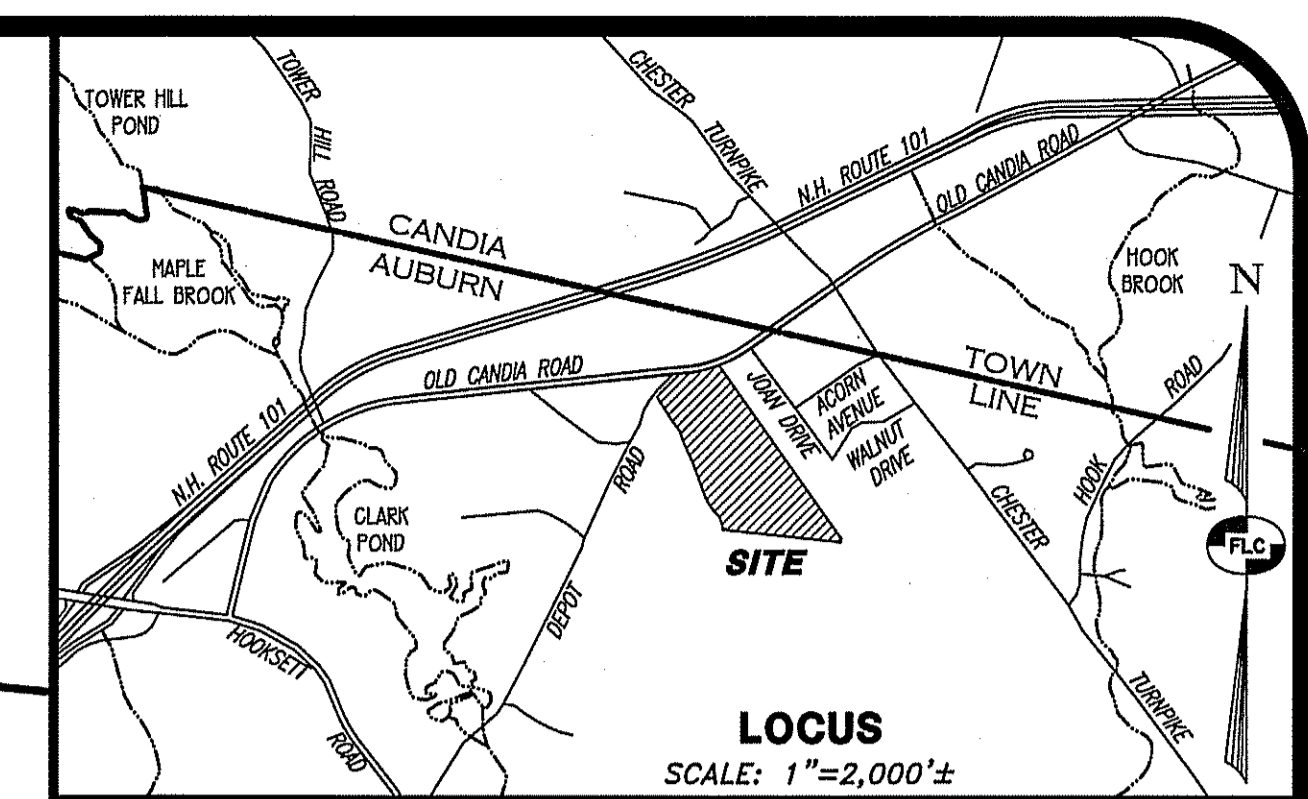 TOWER HILL
POND
TOWER
HILL
ROAD
CHESTER
TURNPIKE
N.H. ROUTE 101
OLD CANDIA ROAD
CANDIA
AUBURN
MAPLE
FALL BROOK
HOOK
BROOK
N
OLD CANDIA ROAD
TOWN
LINE
JOAN DRIVE
ACORN
AVENUE
WALNUT
DRIVE
ROAD
N.H. ROUTE 101
ROAD
HOOK
CHESTER
CLARK
POND
SITE
FLC
DEPOT
HOOKSETT
ROAD
TURNPIKE
LOCUS
SCALE: 1"=2,000'±